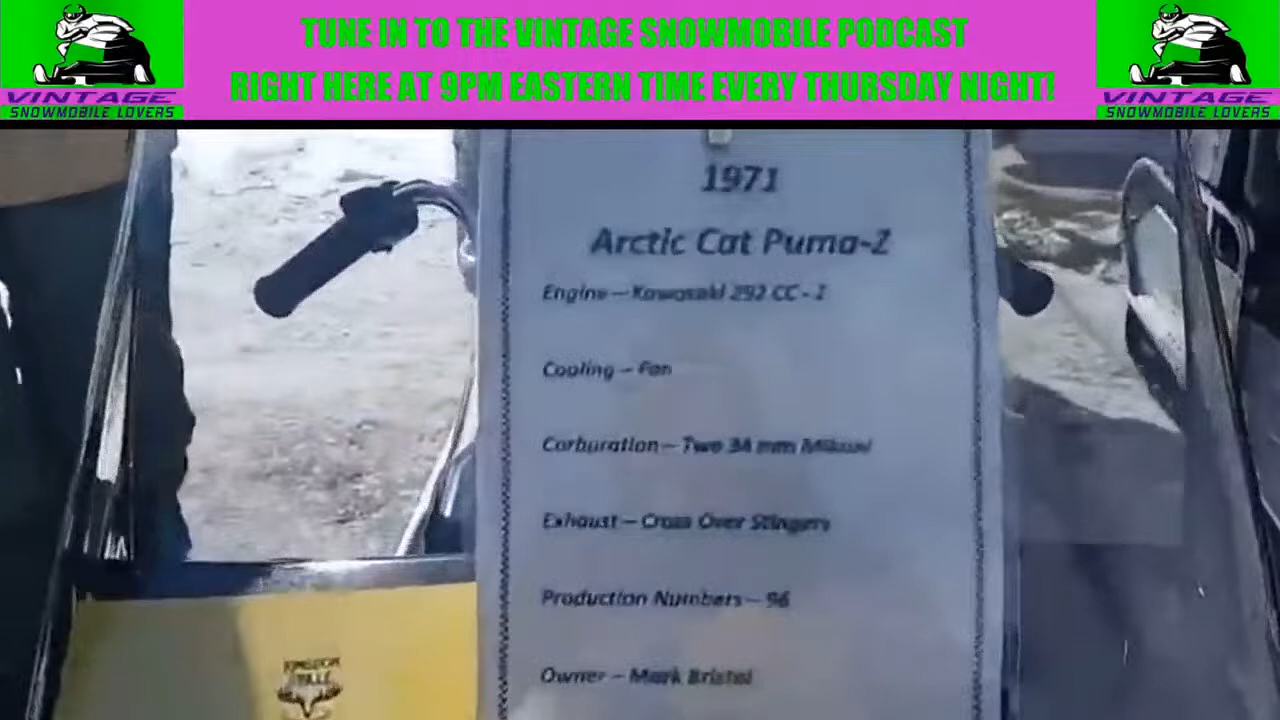 TUNE IN TO THE VINTAGE SNOWMOBILE PODCAST
RIGHT HERE AT 9PM EASTERN TIME EVERY THURSDAY NIGHT!
VINTAGE
SNOWMOBILE LOVERS
VINTAGE
SNOWMOBILE LOVERS
1971
Arctic Cat Puma-Z
Engine – Kawasaki 292 CC - Z
Cooling – Fan
Carburation – Two 34 mm Mikuni
Exhaust – Cross Over Stingers
Production Numbers – 96
Owner – Mark Bristol
KINGDOM